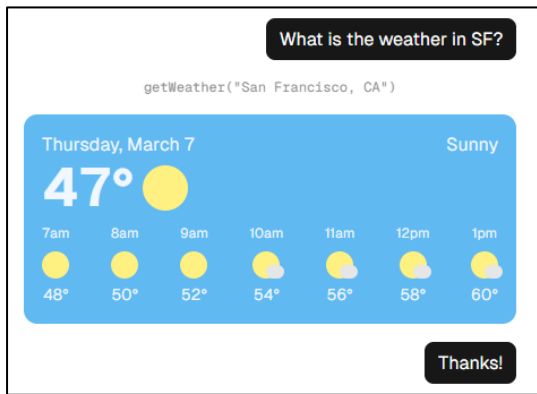 What is the weather in SF?
getWeather("San Francisco, CA")
Thursday, March 7 Sunny
47°
7am 8am 9am 10am 11am 12pm 1pm
48° 50° 52° 54° 56° 58° 60°
Thanks!